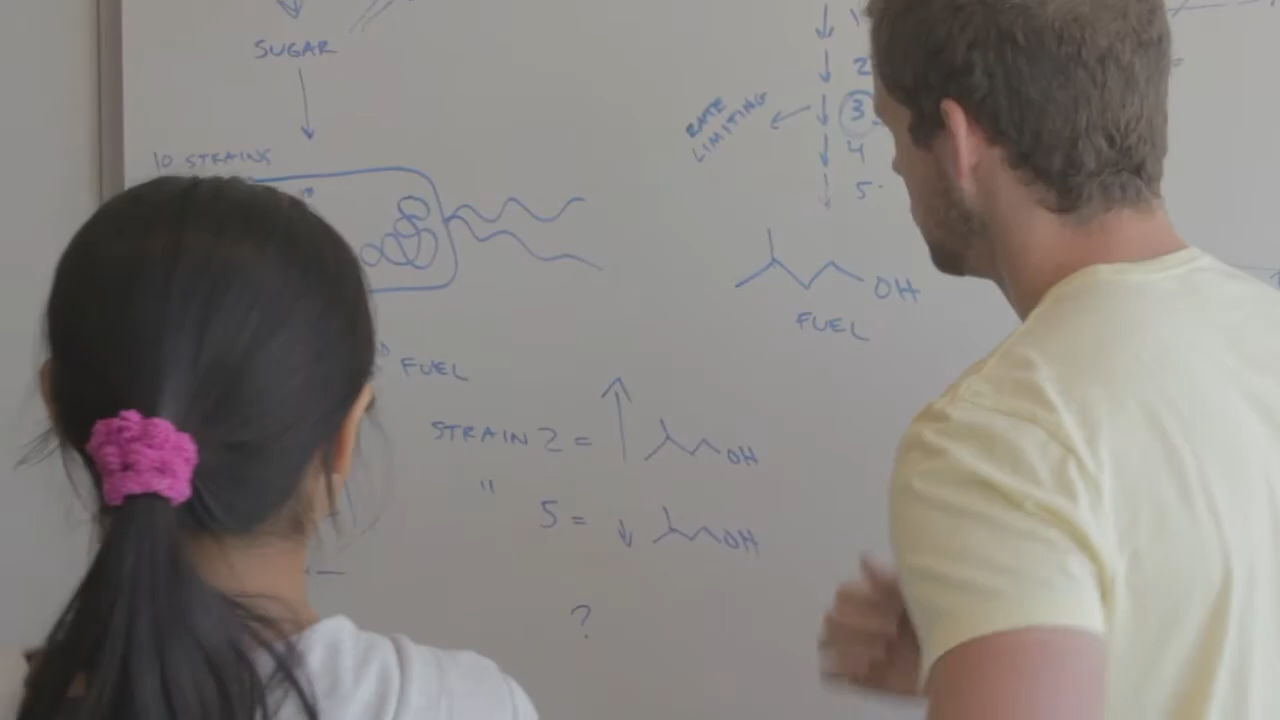 SUGAR
10 STRAINS
FUEL
STRAIN 2 =
OH
"
5 =
OH
?
1
2
3
4
5.
RATE
LIMITING
OH
FUEL